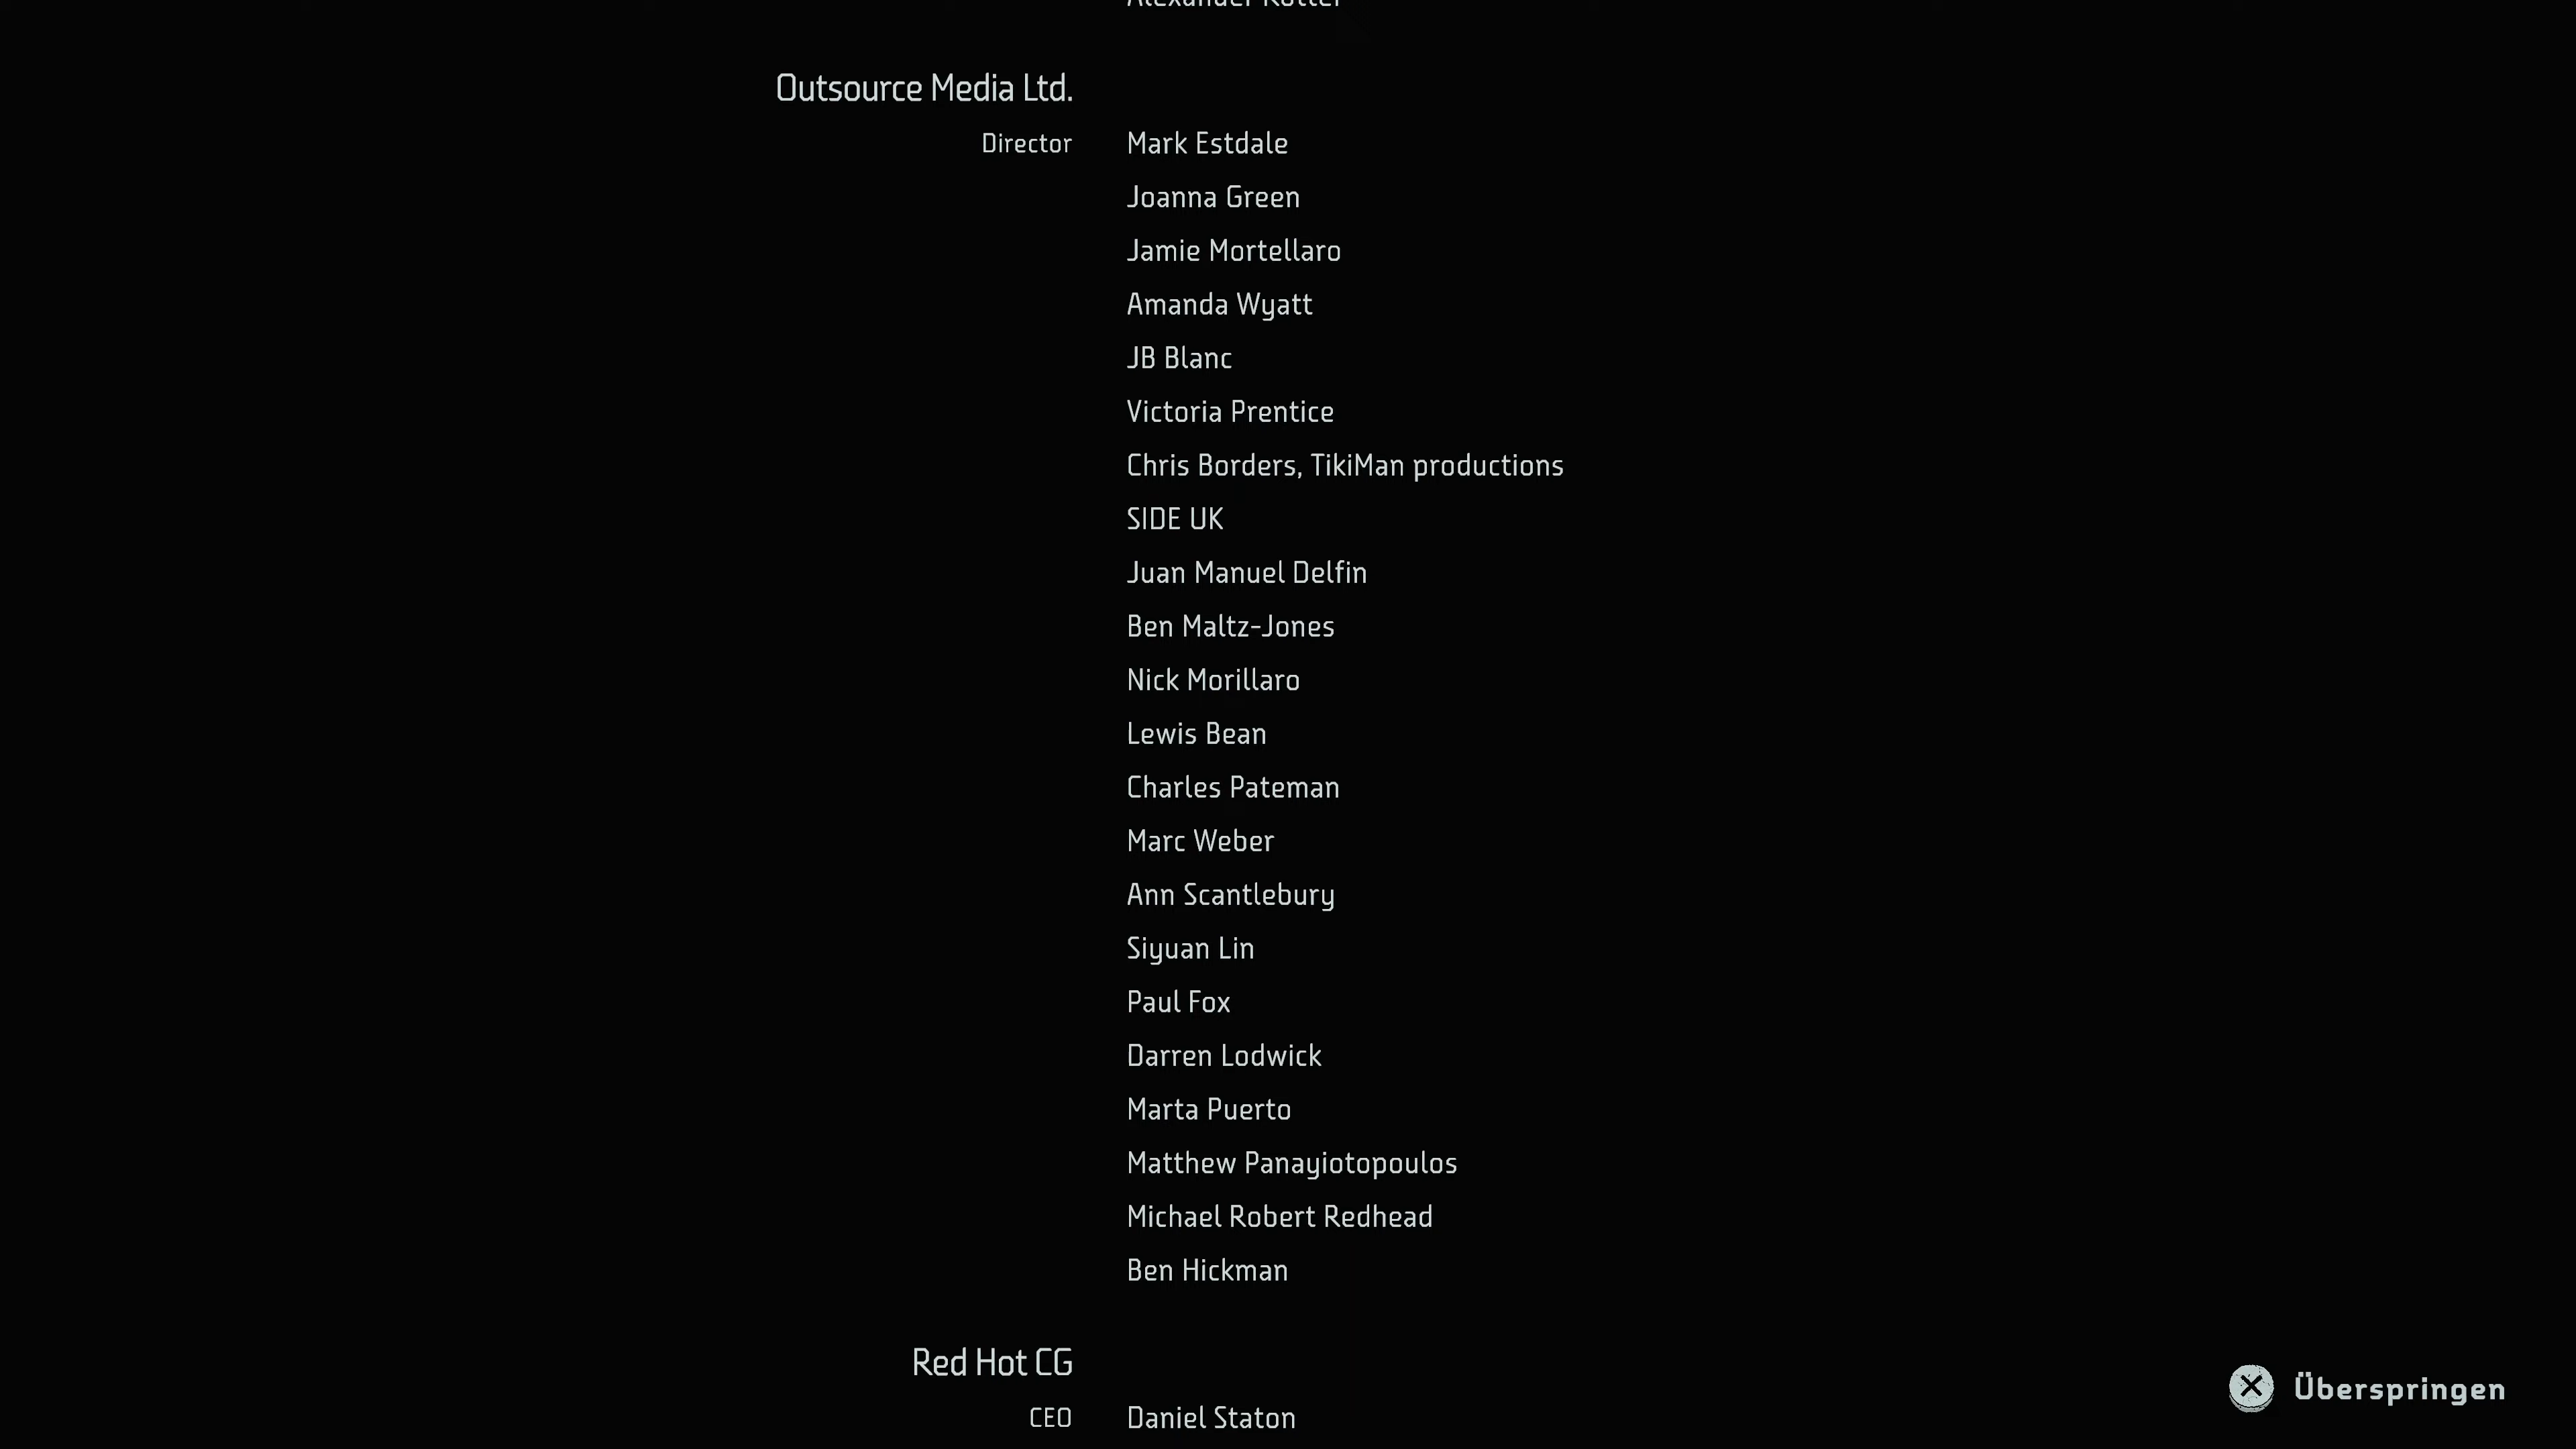 Outsource Media Ltd.
Director Mark Estdale
Joanna Green
Jamie Mortellaro
Amanda Wyatt
JB Blanc
Victoria Prentice
Chris Borders, TikiMan productions
SIDE UK
Juan Manuel Delfin
Ben Maltz-Jones
Nick Morillaro
Lewis Bean
Charles Pateman
Marc Weber
Ann Scantlebury
Siyuan Lin
Paul Fox
Darren Lodwick
Marta Puerto
Matthew Panayiotopoulos
Michael Robert Redhead
Ben Hickman
Red Hot CG
CEO Daniel Staton
Überspringen